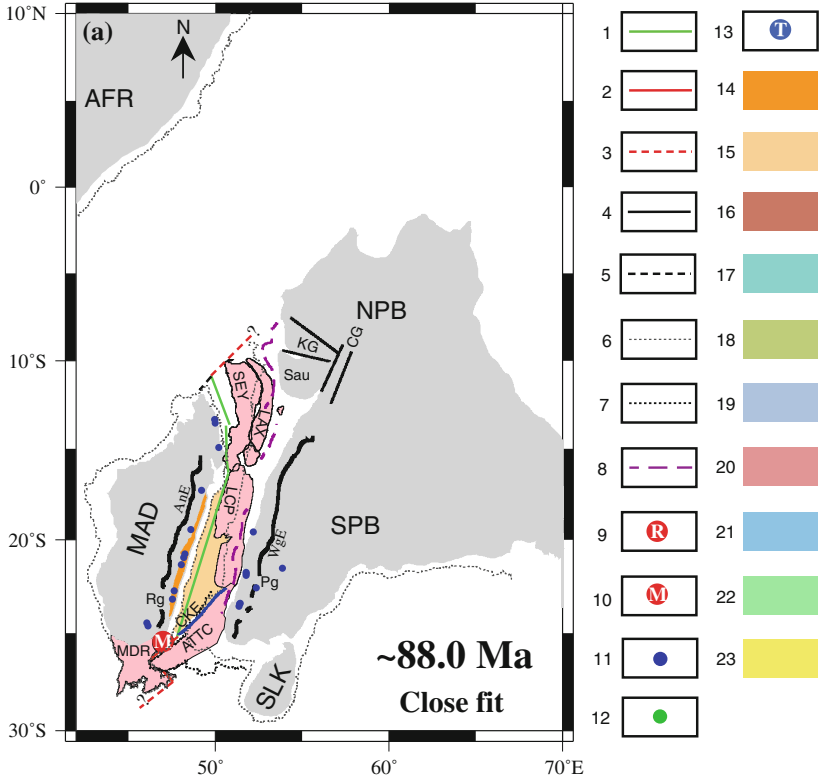 10˚N
(a)
N
AFR
0˚
NPB
?
KG
CG
10˚S
SEY
Sau
LAX
AnE
LCP
MAD
SPB
WgE
20˚S
Rg
Pg
CKE
M
ATTC
MDR
~88.0 Ma
SLK
Close fit
?
30˚S
50˚
60˚
70˚E
1
2
3
4
5
6
7
8
9 R
10 M
11
12
13 T
14
15
16
17
18
19
20
21
22
23